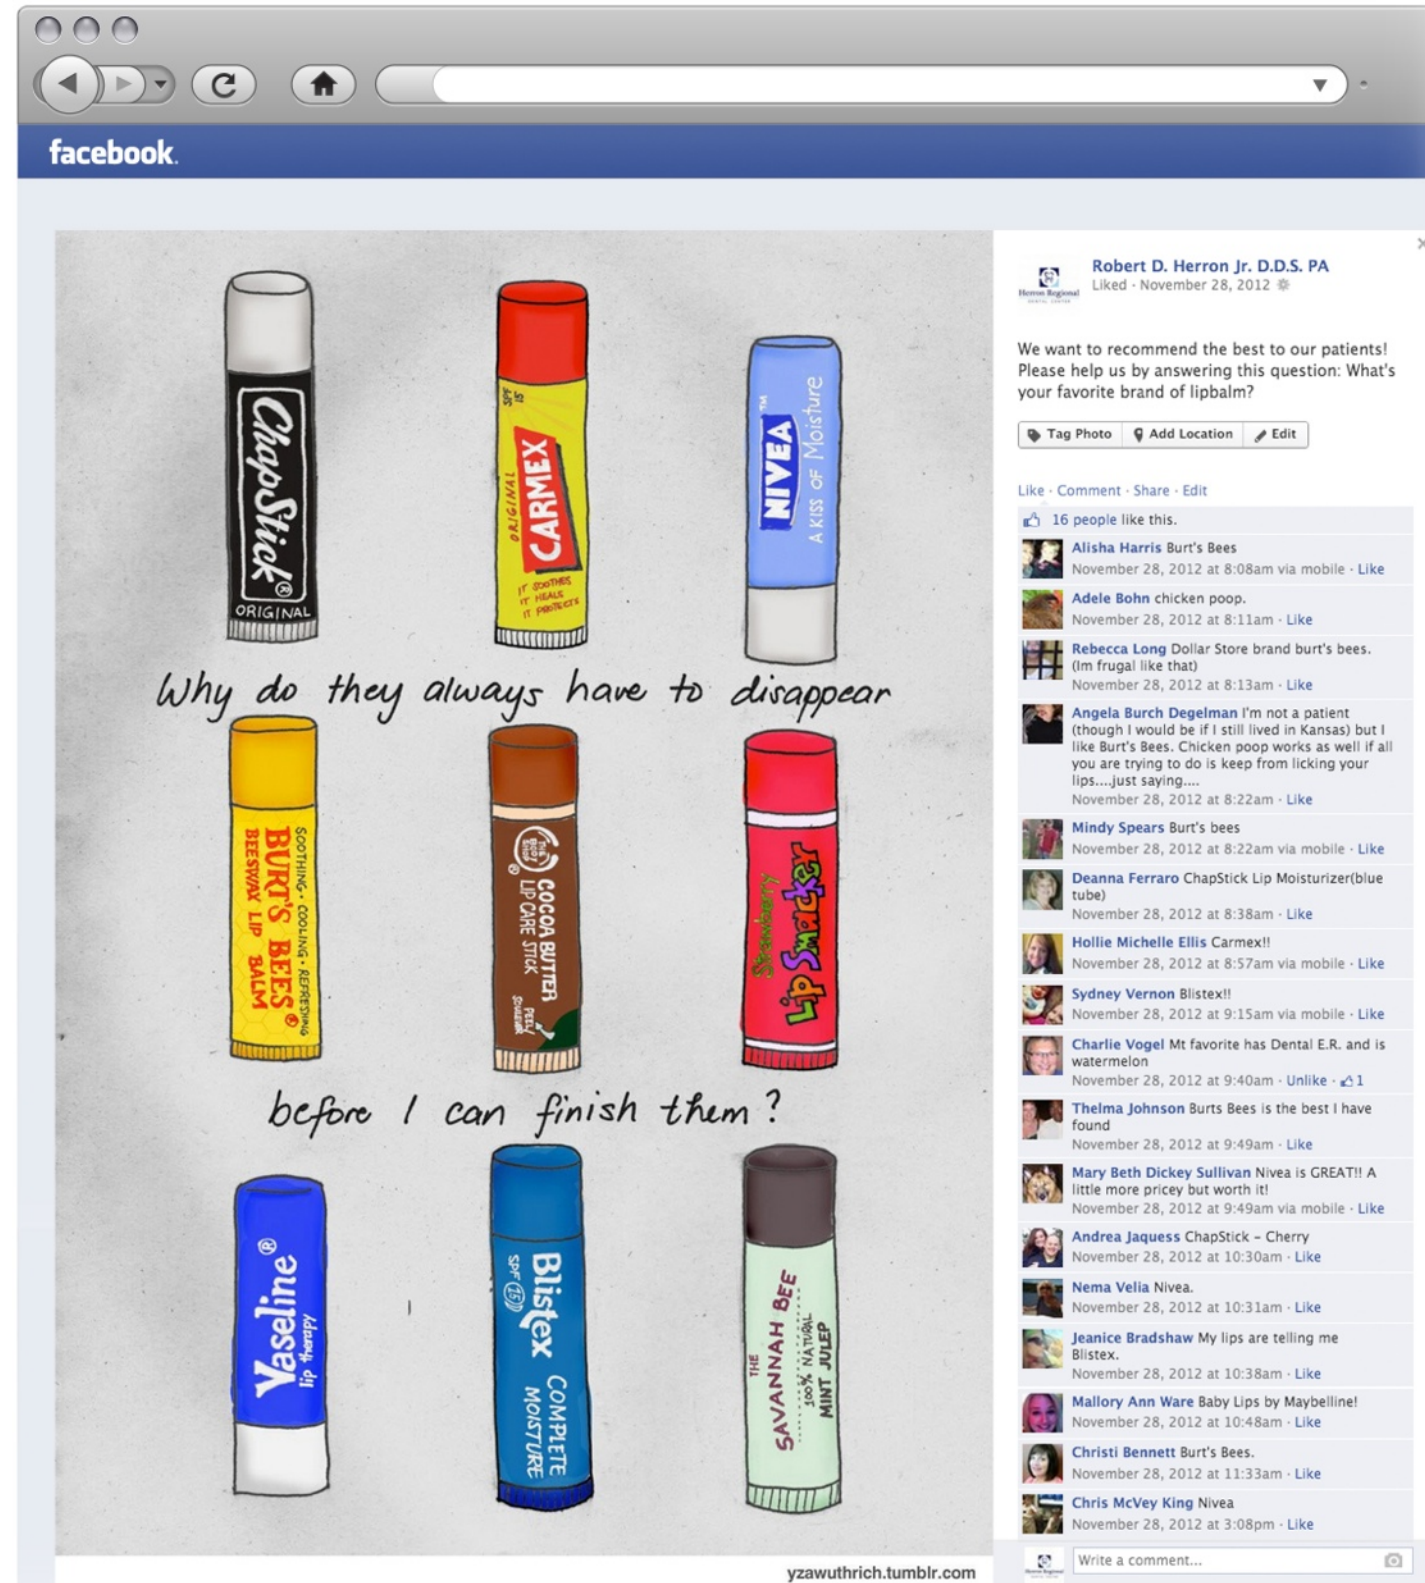 facebook.
ChapStick®
ORIGINAL
SPF
15
ORIGINAL
CARMEX
IT SOOTHES
IT HEALS
IT PROTECTS
NIVEA™
A KISS OF Moisture
Why do they always have to disappear
SOOTHING · COOLING · REFRESHING
BURT'S BEES®
BEESWAX LIP BALM
THE BODY SHOP®
COCOA BUTTER
LIP CARE STICK
Strawberry
Lip Smacker
before I can finish them?
Vaseline®
lip therapy
Blistex
SPF 15
COMPLETE
MOISTURE
THE
SAVANNAH BEE
100% NATURAL
MINT JULEP
yzawuthrich.tumblr.com
Herron Regional
DENTAL CENTER
Robert D. Herron Jr. D.D.S. PA
Liked · November 28, 2012
We want to recommend the best to our patients!
Please help us by answering this question: What's
your favorite brand of lipbalm?
Tag Photo Add Location Edit
Like · Comment · Share · Edit
16 people like this.
Alisha Harris Burt's Bees
November 28, 2012 at 8:08am via mobile · Like
Adele Bohn chicken poop.
November 28, 2012 at 8:11am · Like
Rebecca Long Dollar Store brand burt's bees.
(Im frugal like that)
November 28, 2012 at 8:13am · Like
Angela Burch Degelman I'm not a patient
(though I would be if I still lived in Kansas) but I
like Burt's Bees. Chicken poop works as well if all
you are trying to do is keep from licking your
lips....just saying....
November 28, 2012 at 8:22am · Like
Mindy Spears Burt's bees
November 28, 2012 at 8:22am via mobile · Like
Deanna Ferraro ChapStick Lip Moisturizer(blue
tube)
November 28, 2012 at 8:38am · Like
Hollie Michelle Ellis Carmex!!
November 28, 2012 at 8:57am via mobile · Like
Sydney Vernon Blistex!!
November 28, 2012 at 9:15am via mobile · Like
Charlie Vogel Mt favorite has Dental E.R. and is
watermelon
November 28, 2012 at 9:40am · Unlike · 1
Thelma Johnson Burts Bees is the best I have
found
November 28, 2012 at 9:49am · Like
Mary Beth Dickey Sullivan Nivea is GREAT!! A
little more pricey but worth it!
November 28, 2012 at 9:49am via mobile · Like
Andrea Jaquess ChapStick – Cherry
November 28, 2012 at 10:30am · Like
Nema Velia Nivea.
November 28, 2012 at 10:31am · Like
Jeanice Bradshaw My lips are telling me
Blistex.
November 28, 2012 at 10:38am · Like
Mallory Ann Ware Baby Lips by Maybelline!
November 28, 2012 at 10:48am · Like
Christi Bennett Burt's Bees.
November 28, 2012 at 11:33am · Like
Chris McVey King Nivea
November 28, 2012 at 3:08pm · Like
Write a comment...